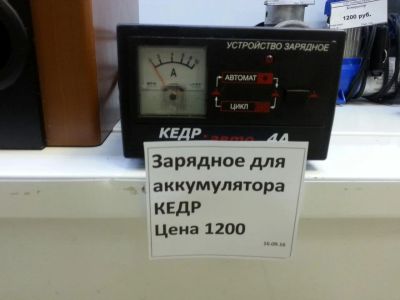 1200 руб.
УСТРОЙСТВО ЗАРЯДНОЕ
A
АВТОМАТ
ЦИКЛ
КЕДР-авто 4А
Зарядное для
аккумулятора
КЕДР
Цена 1200
16.09.16